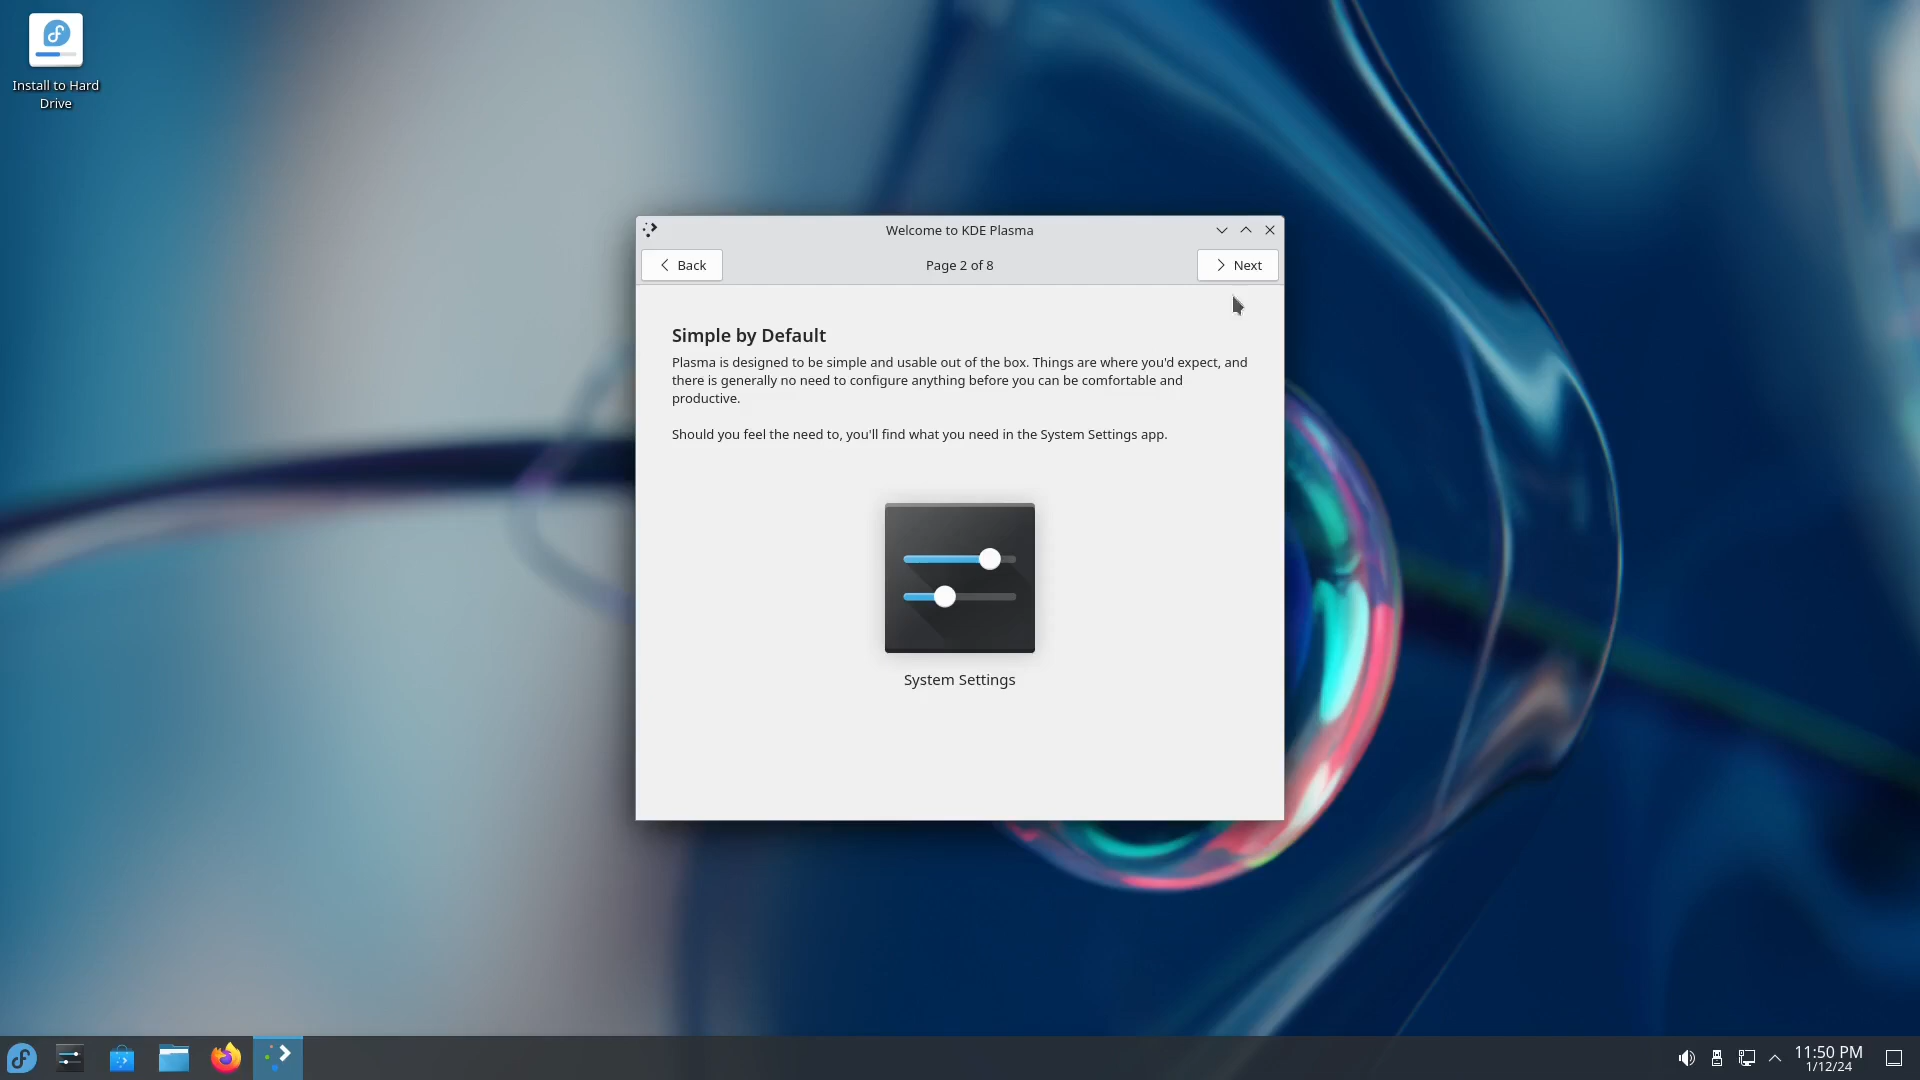 Install to Hard
Drive
Welcome to KDE Plasma
Back
Page 2 of 8
Next
Simple by Default
Plasma is designed to be simple and usable out of the box. Things are where you'd expect, and
there is generally no need to configure anything before you can be comfortable and
productive.
Should you feel the need to, you'll find what you need in the System Settings app.
System Settings
11:50 PM
1/12/24